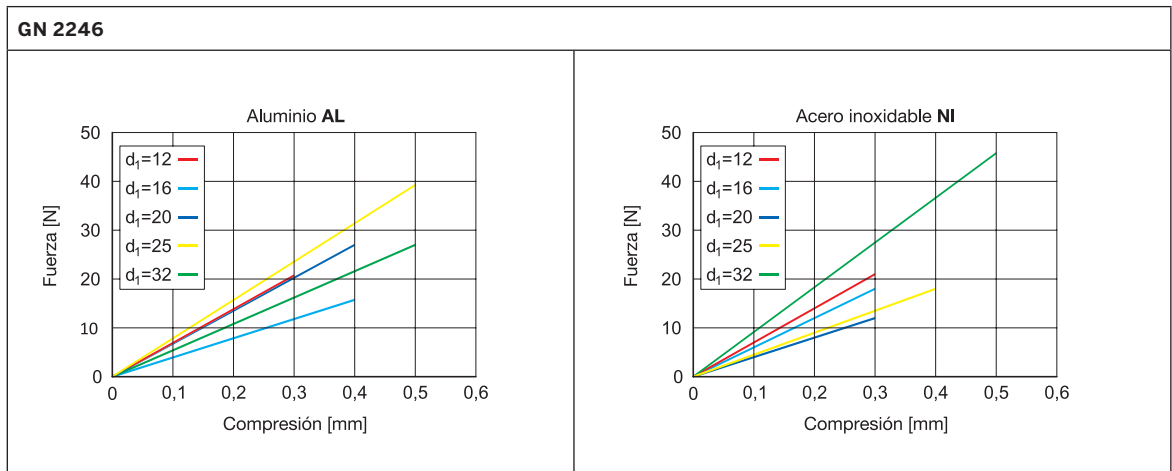 GN 2246
Aluminio AL
50
40
30
20
10
0
Fuerza [N]
d₁=12
d₁=16
d₁=20
d₁=25
d₁=32
0 0,1 0,2 0,3 0,4 0,5 0,6
Compresión [mm]
Acero inoxidable NI
50
40
30
20
10
0
Fuerza [N]
d₁=12
d₁=16
d₁=20
d₁=25
d₁=32
0 0,1 0,2 0,3 0,4 0,5 0,6
Compresión [mm]